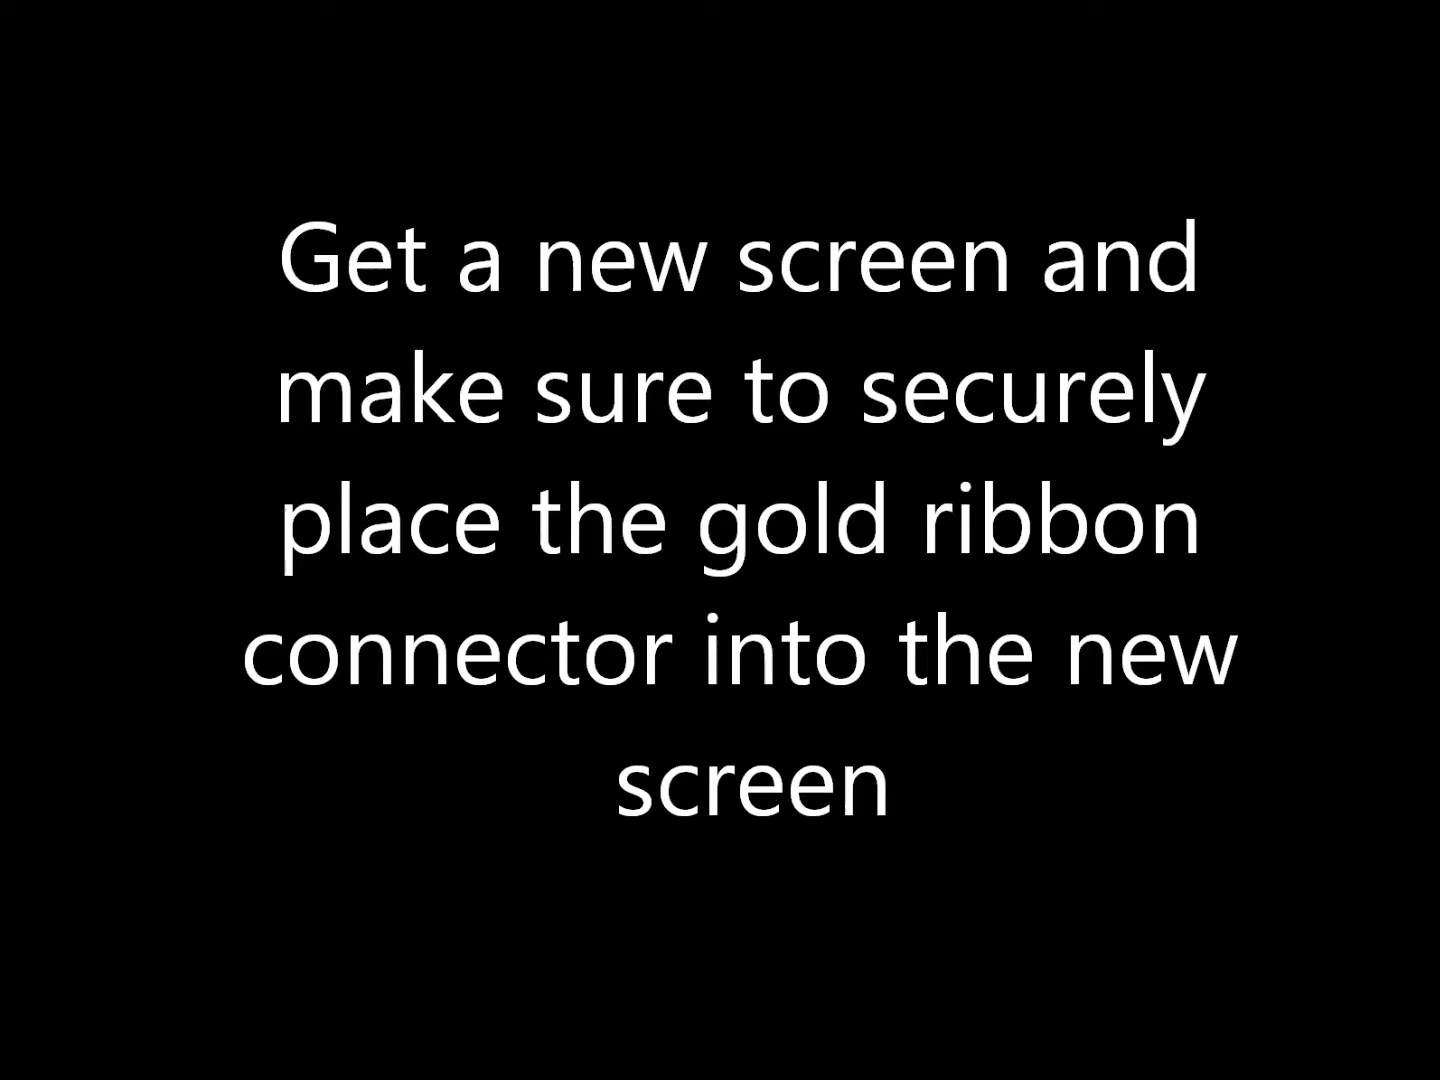 Get a new screen and
make sure to securely
place the gold ribbon
connector into the new
screen